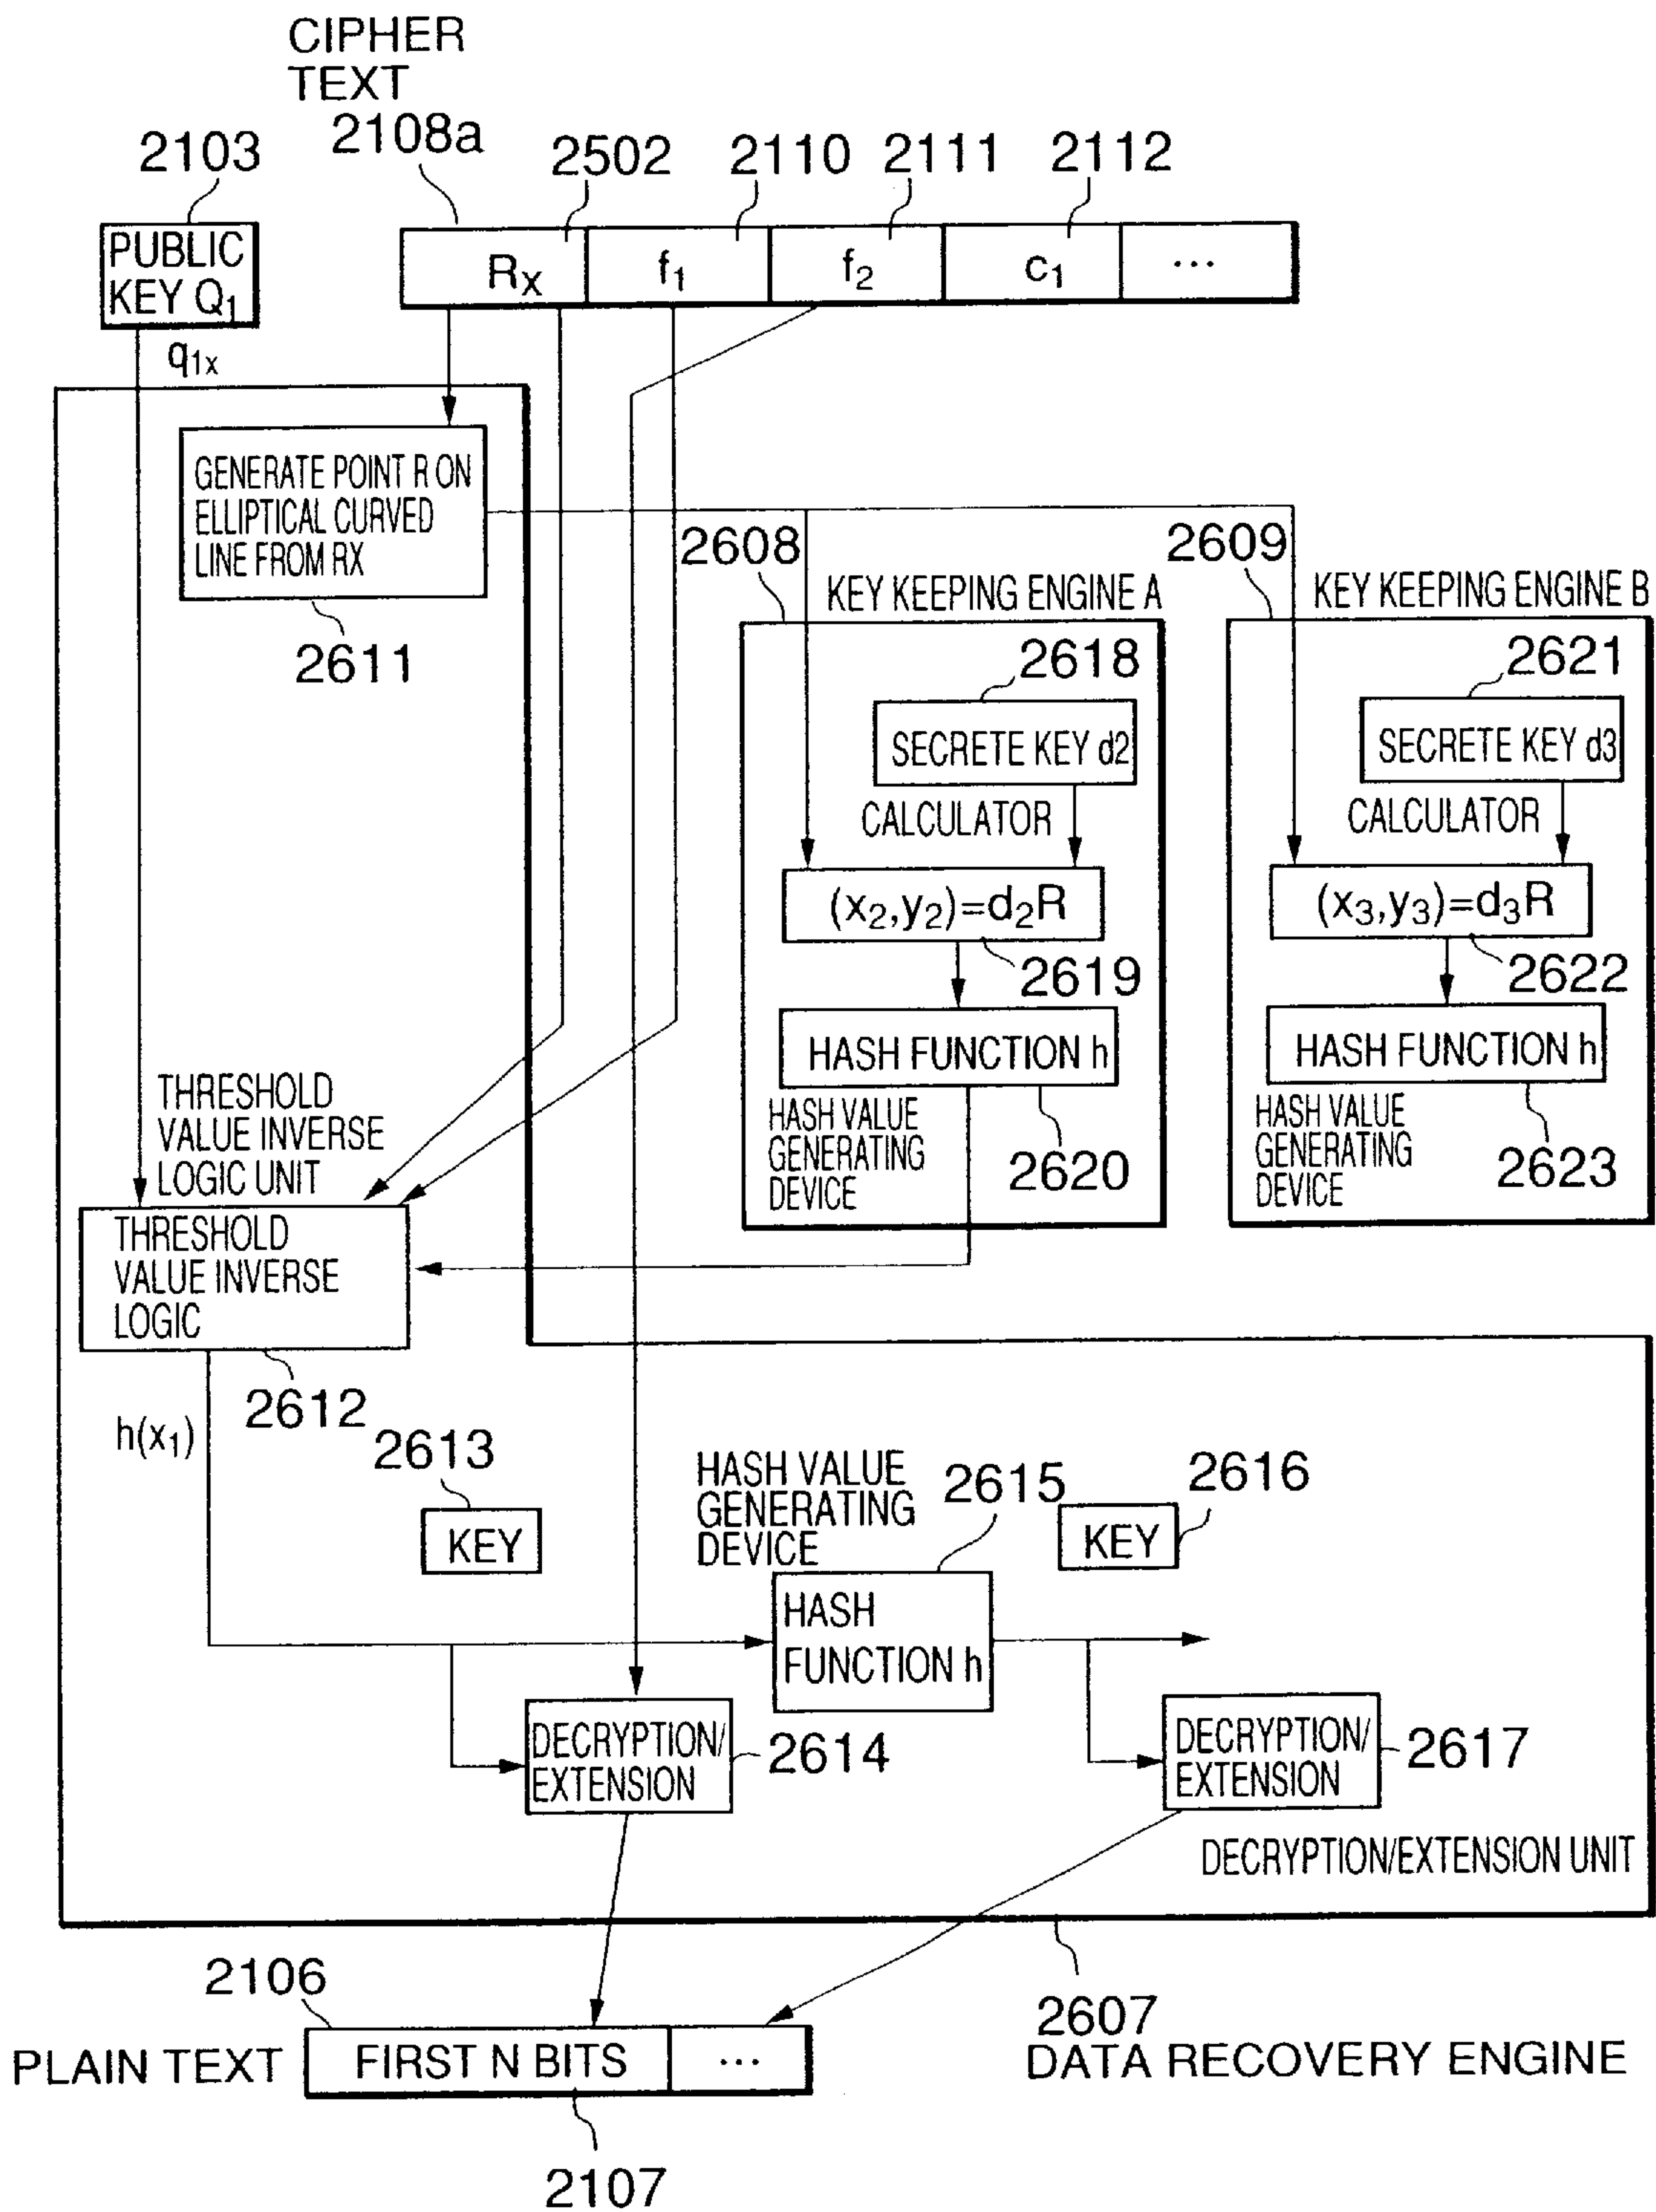 CIPHER
TEXT
2103
2108a
2502
2110
2111
2112
PUBLIC
KEY Q1
RX
f1
f2
c1
...
q1x
GENERATE POINT R ON
ELLIPTICAL CURVED
LINE FROM RX
2611
2608
KEY KEEPING ENGINE A
2609
KEY KEEPING ENGINE B
2618
SECRETE KEY d2
CALCULATOR
(x2,y2)=d2R
2619
HASH FUNCTION h
HASH VALUE
GENERATING
DEVICE
2620
2621
SECRETE KEY d3
CALCULATOR
(x3,y3)=d3R
2622
HASH FUNCTION h
HASH VALUE
GENERATING
DEVICE
2623
THRESHOLD
VALUE INVERSE
LOGIC UNIT
THRESHOLD
VALUE INVERSE
LOGIC
2612
h(x1)
2613
KEY
HASH VALUE
GENERATING
DEVICE
2615
2616
KEY
HASH
FUNCTION h
DECRYPTION/
EXTENSION
2614
DECRYPTION/
EXTENSION
2617
DECRYPTION/EXTENSION UNIT
2106
2607
DATA RECOVERY ENGINE
PLAIN TEXT
FIRST N BITS
...
2107